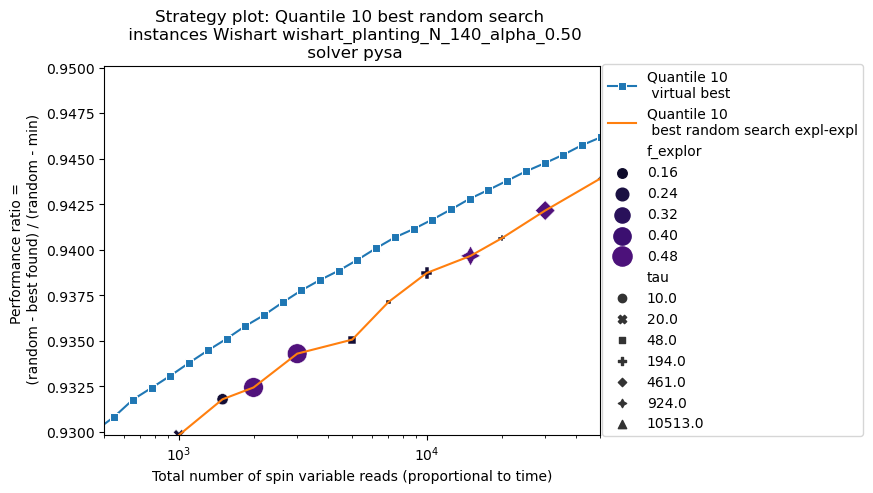 Strategy plot: Quantile 10 best random search
instances Wishart wishart_planting_N_140_alpha_0.50
solver pysa
Performance ratio =
(random - best found) / (random - min)
0.9500
0.9475
0.9450
0.9425
0.9400
0.9375
0.9350
0.9325
0.9300
10^3
10^4
Total number of spin variable reads (proportional to time)
Quantile 10
virtual best
Quantile 10
best random search expl-expl
f_explor
0.16
0.24
0.32
0.40
0.48
tau
10.0
20.0
48.0
194.0
461.0
924.0
10513.0